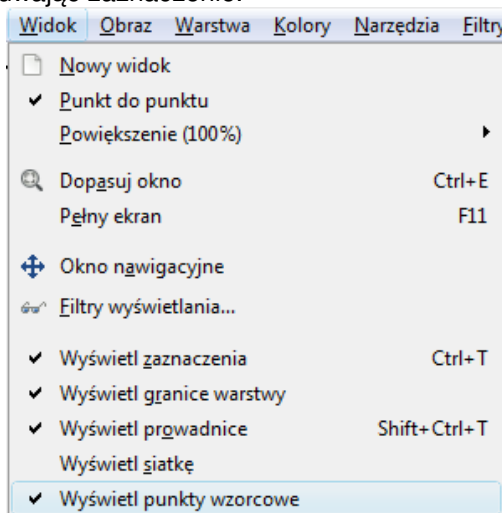 zaznaczenie.
Widok Obraz Warstwa Kolory Narzędzia Filtry
Nowy widok
Punkt do punktu
Powiększenie (100%)
Dopasuj okno Ctrl+E
Pełny ekran F11
Okno nawigacyjne
Filtry wyświetlania...
Wyświetl zaznaczenia Ctrl+T
Wyświetl granice warstwy
Wyświetl prowadnice Shift+Ctrl+T
Wyświetl siatkę
Wyświetl punkty wzorcowe